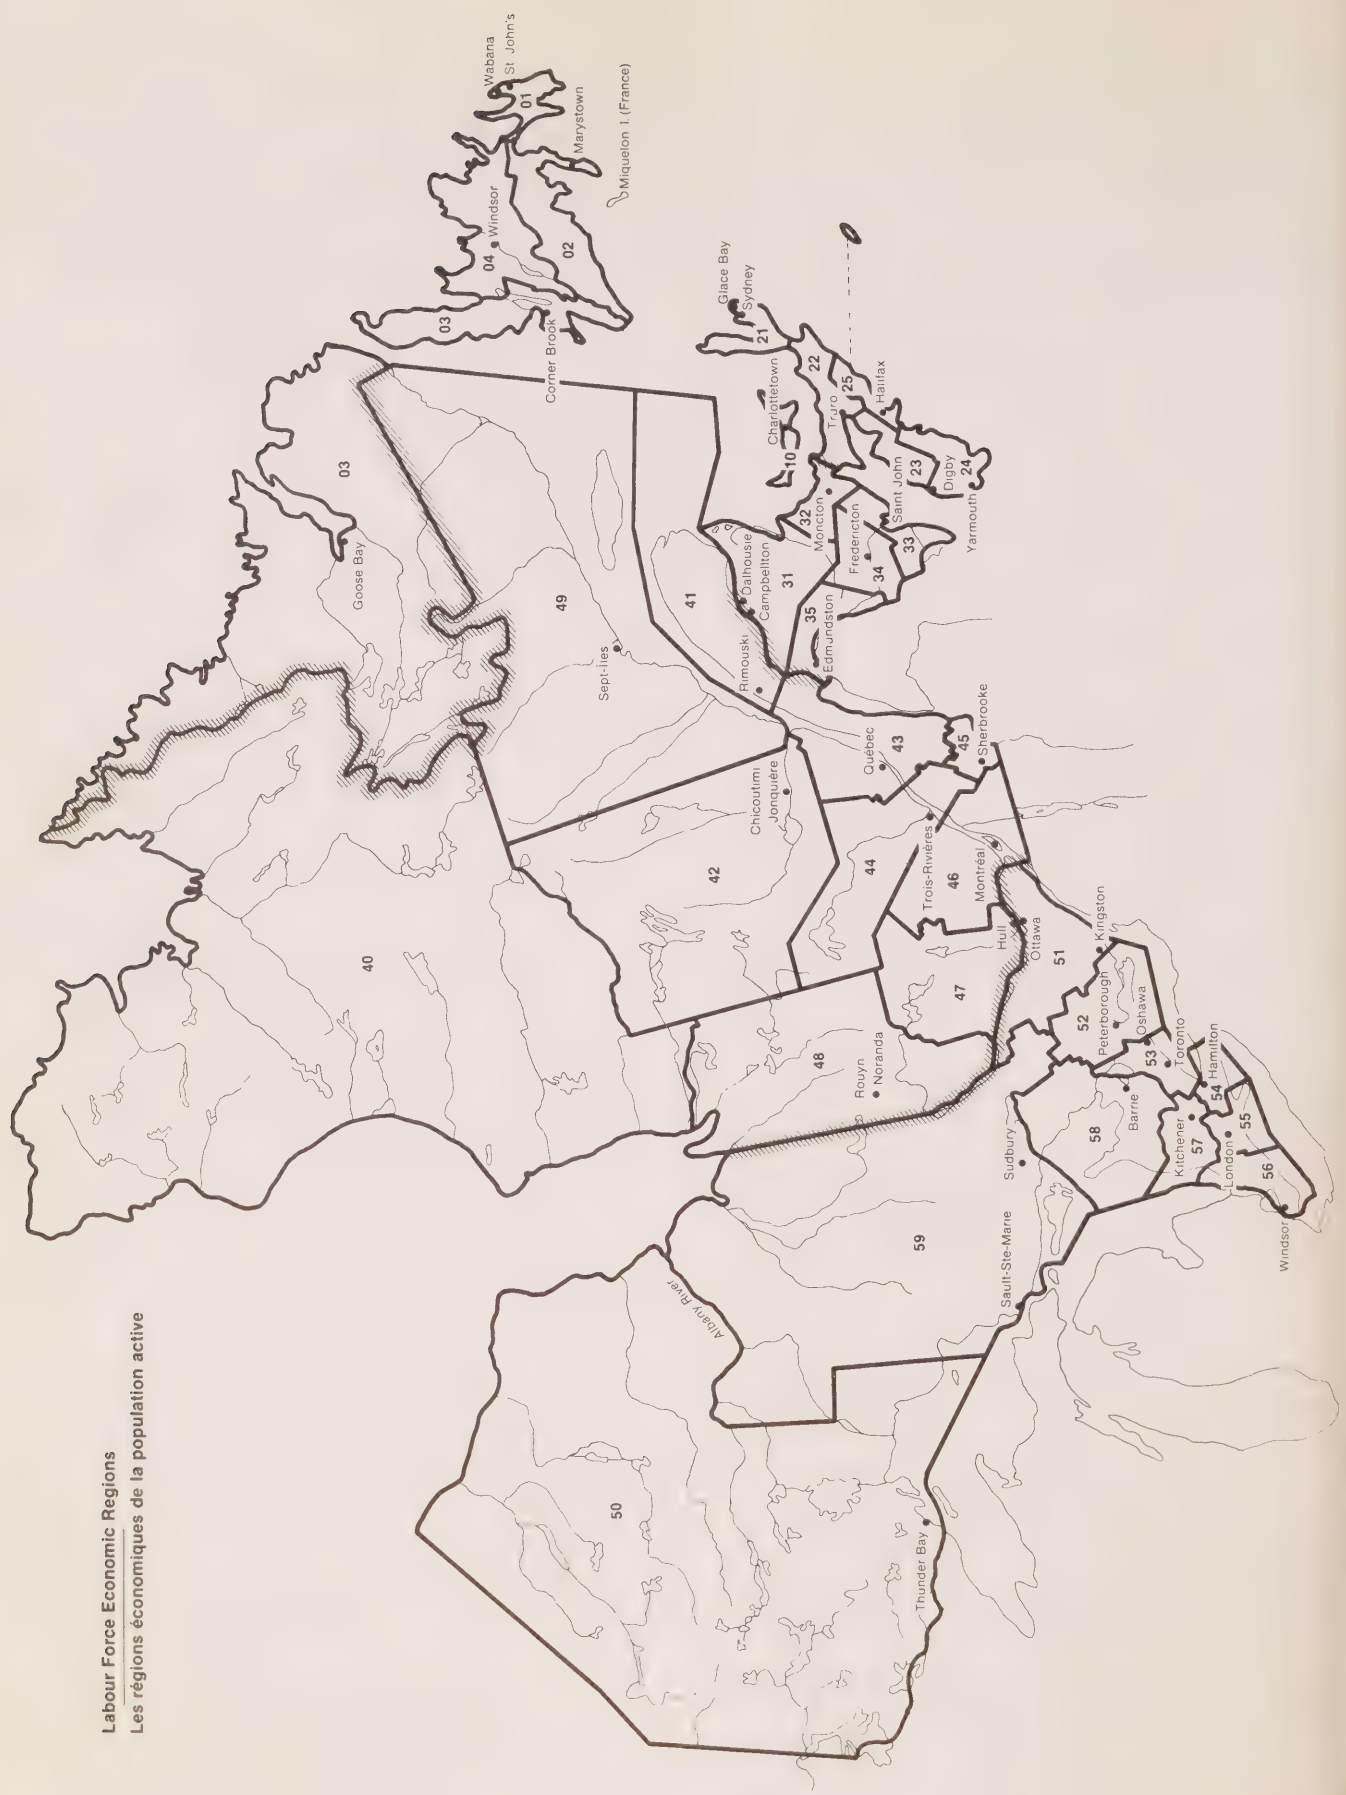 Labour Force Economic Regions
Les régions économiques de la population active
40
03
Goose Bay
03
04
Windsor
Wabana
St John's
01
02
Marystown
Corner Brook
Miquelon I. (France)
49
Sept-Îles
41
42
Chicoutimi
Jonquière
Rimouski
Dalhousie
Campbellton
31
35
Edmundston
32
Moncton
Fredericton
34
33
Saint John
10
Charlottetown
Glace Bay
Sydney
21
22
Truro
25
Halifax
23
Digby
24
Yarmouth
Québec
43
45
Sherbrooke
44
Trois-Rivières
46
Montréal
Hull
Ottawa
47
48
Rouyn
Noranda
51
Kingston
52
Peterborough
Oshawa
53
Toronto
Hamilton
54
55
Barrie
58
Kitchener
57
London
56
Windsor
Sudbury
59
Sault-Ste-Marie
Albany River
50
Thunder Bay